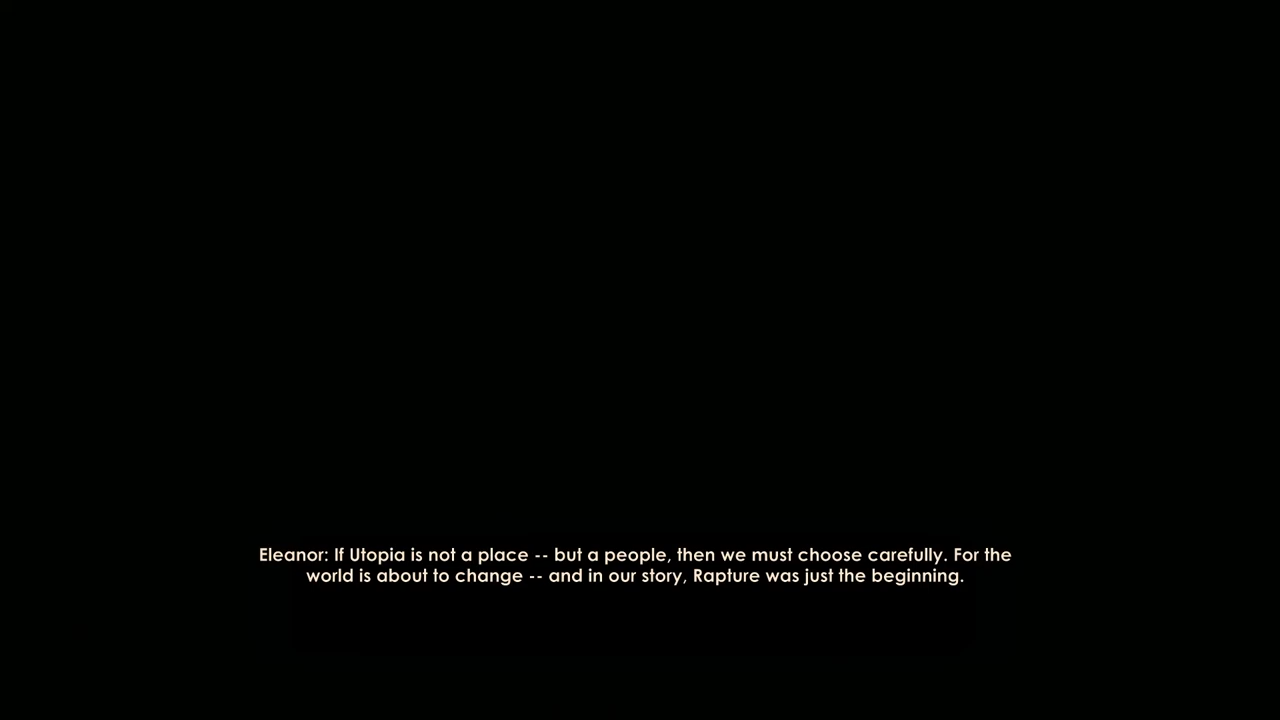 Eleanor: If Utopia is not a place -- but a people, then we must choose carefully. For the
world is about to change -- and in our story, Rapture was just the beginning.